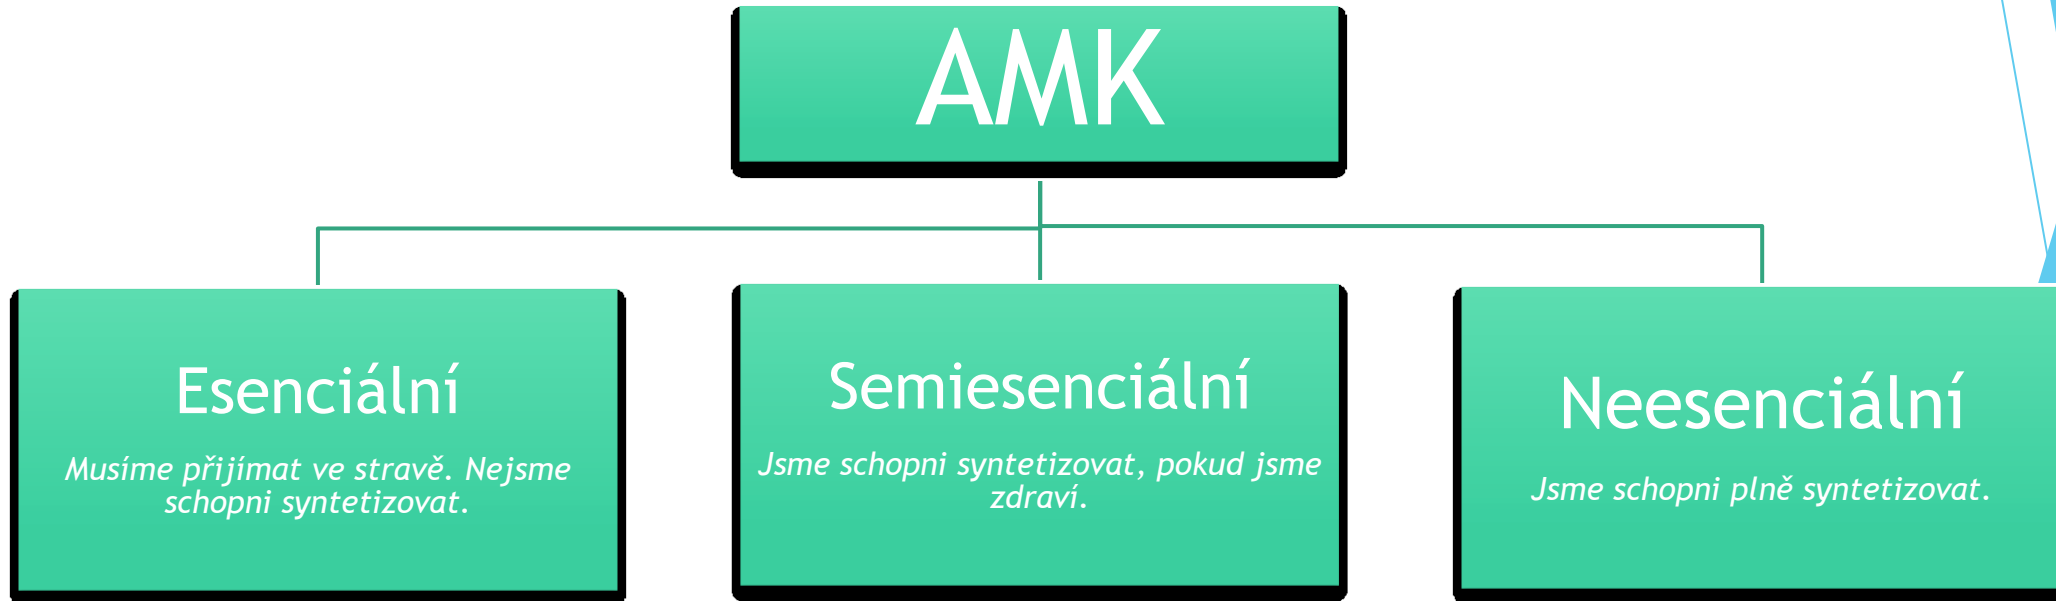 AMK
Esenciální
Musíme přijímat ve stravě. Nejsme
schopni syntetizovat.
Semiesenciální
Jsme schopni syntetizovat, pokud jsme
zdraví.
Neesenciální
Jsme schopni plně syntetizovat.